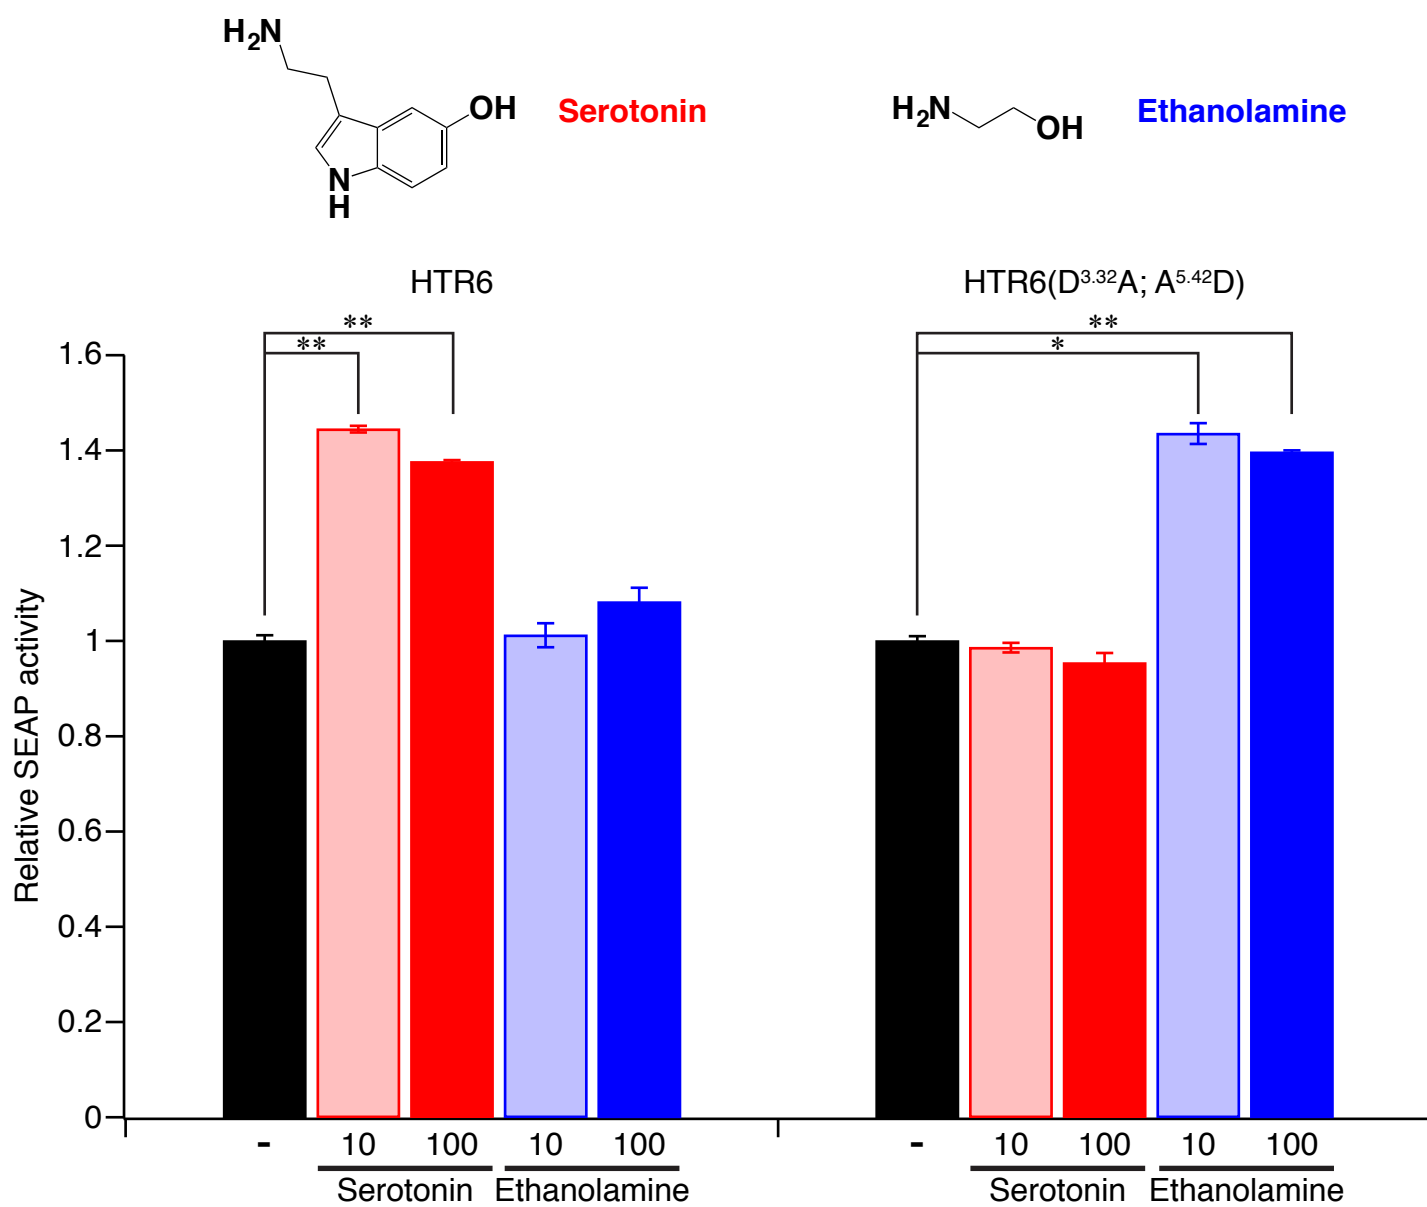 H₂N
OH
N
H
Serotonin
H₂N
OH
Ethanolamine
HTR6
HTR6(D³·³²A; A⁵·⁴²D)
**
**
**
*
1.6
1.4
1.2
1
0.8
0.6
0.4
0.2
0
Relative SEAP activity
- 10 100 10 100
- 10 100 10 100
Serotonin Ethanolamine
Serotonin Ethanolamine